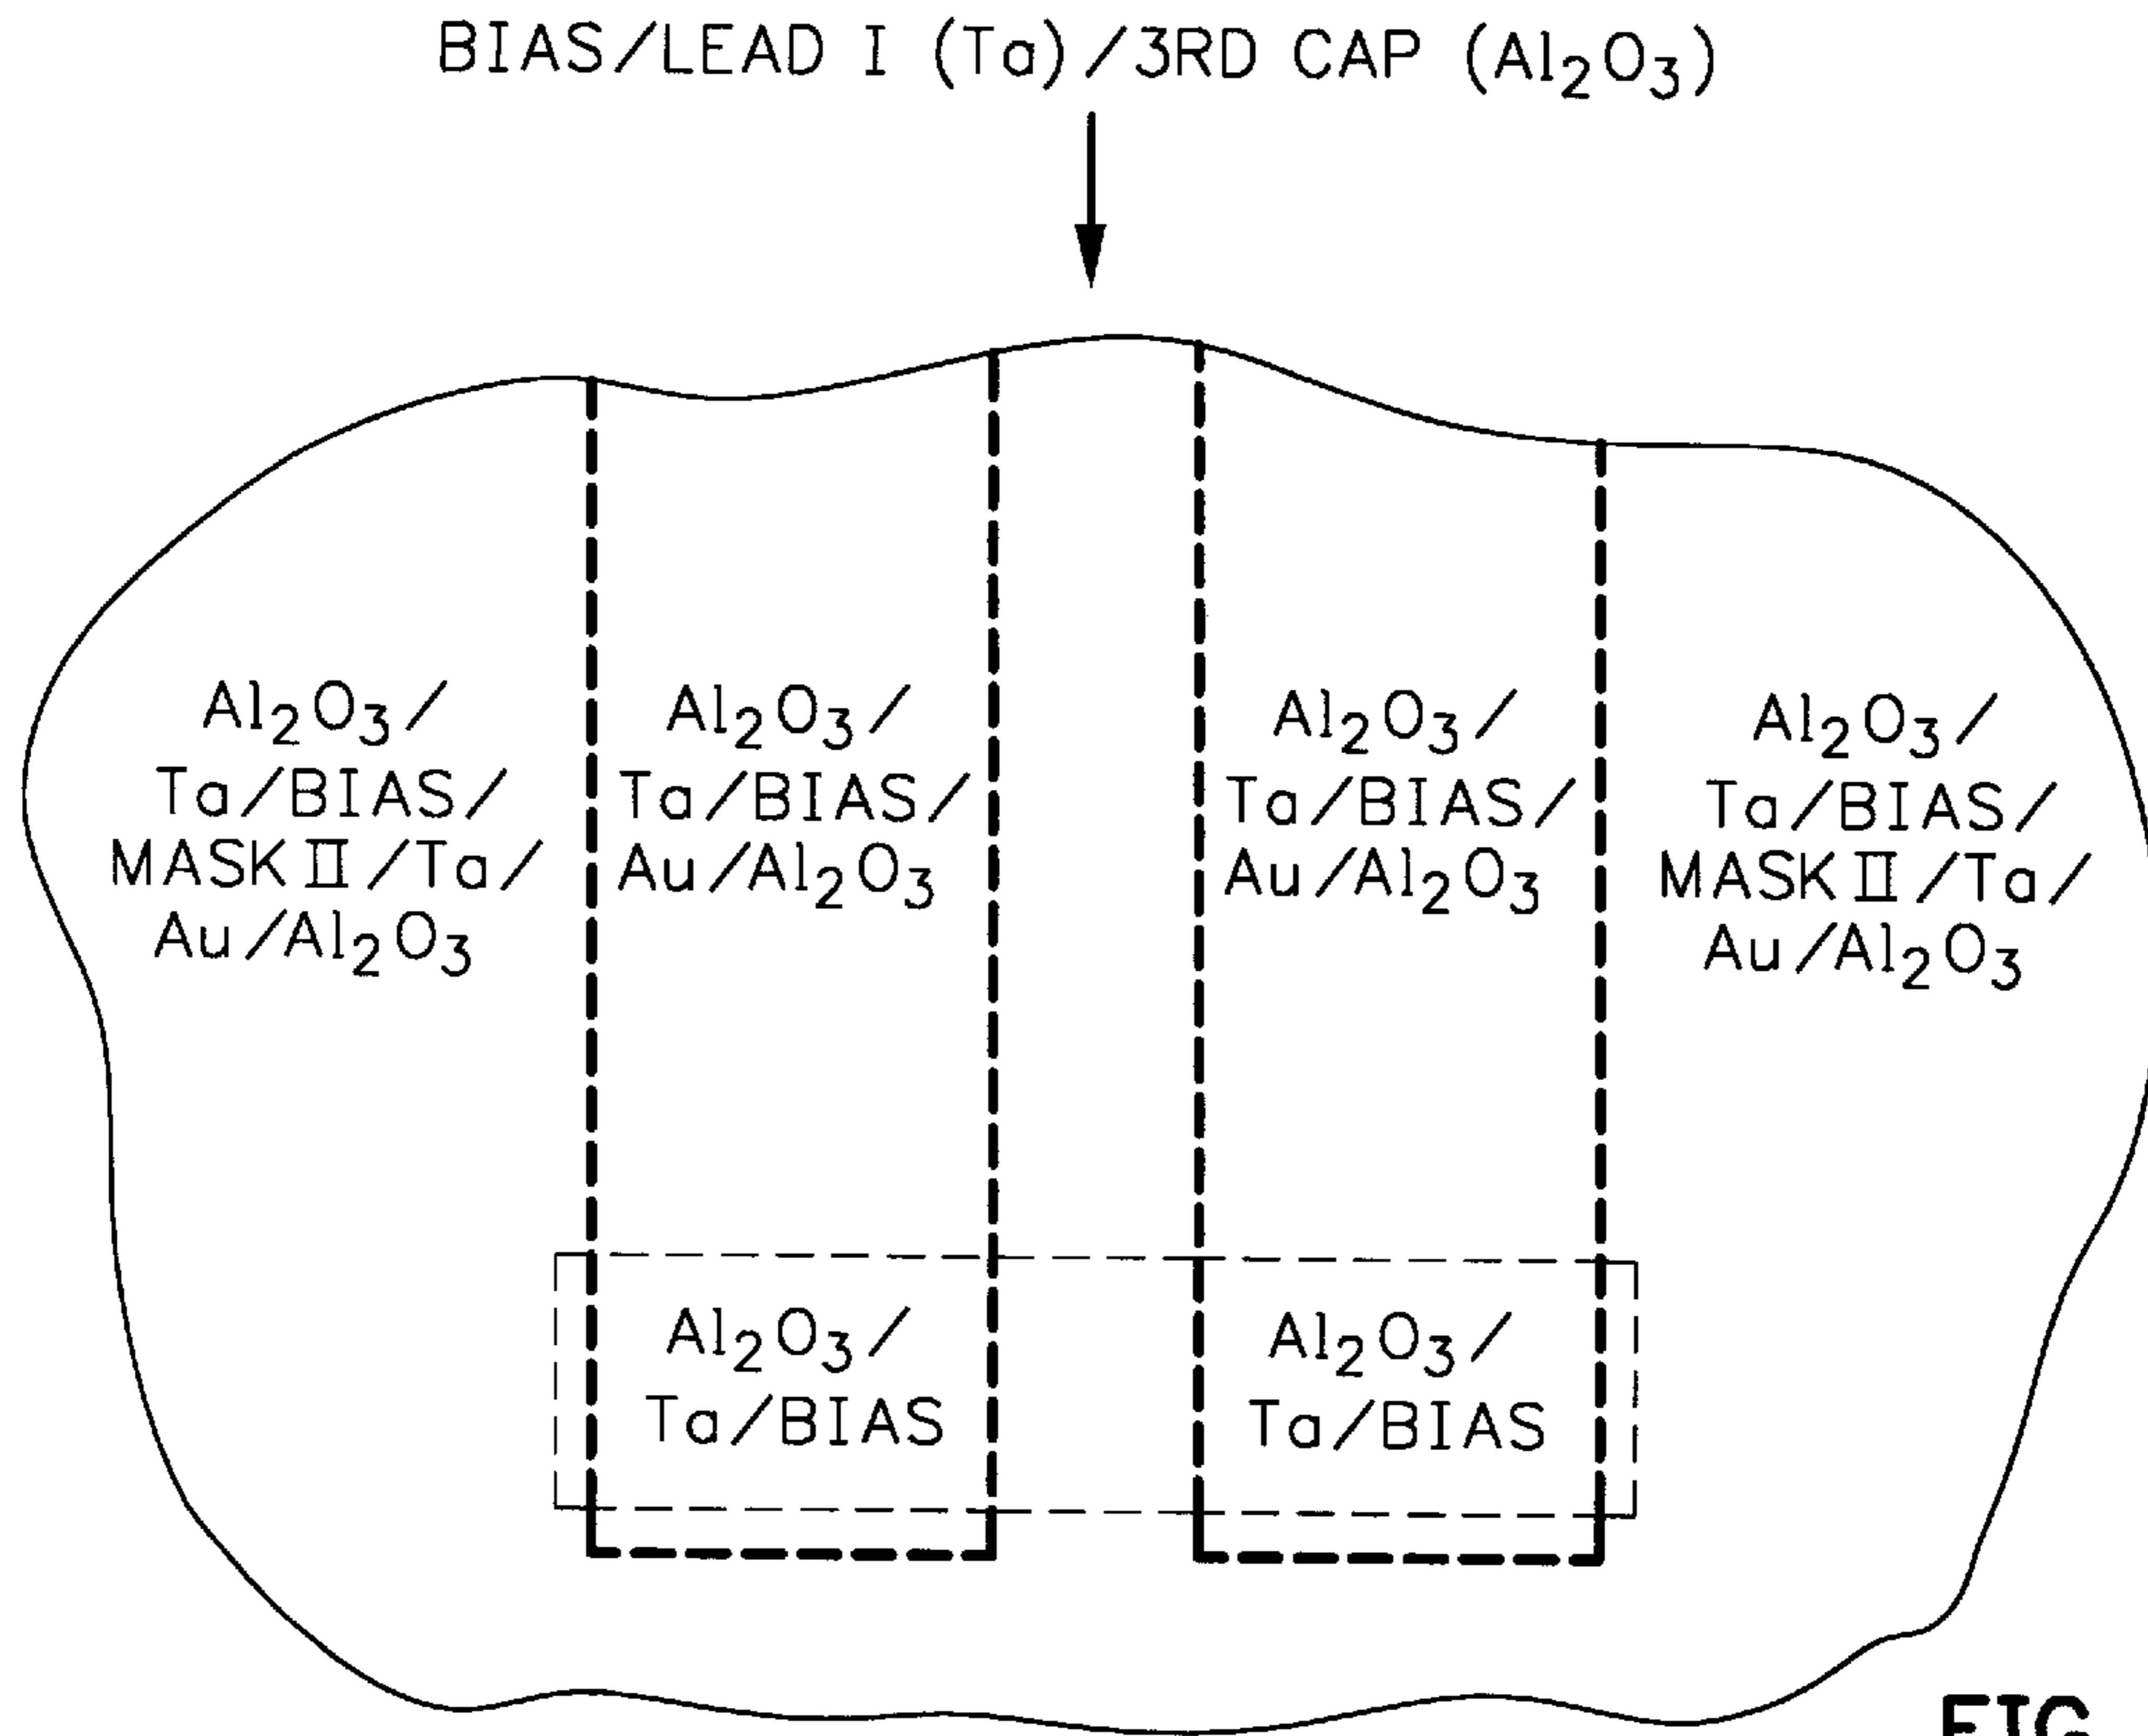 BIAS/LEAD I (Ta)/3RD CAP (Al₂O₃)
Al₂O₃/
Ta/BIAS/
MASK II/Ta/
Au/Al₂O₃
Al₂O₃/
Ta/BIAS/
Au/Al₂O₃
Al₂O₃/
Ta/BIAS/
Au/Al₂O₃
Al₂O₃/
Ta/BIAS/
MASK II/Ta/
Au/Al₂O₃
Al₂O₃/
Ta/BIAS
Al₂O₃/
Ta/BIAS
FIG